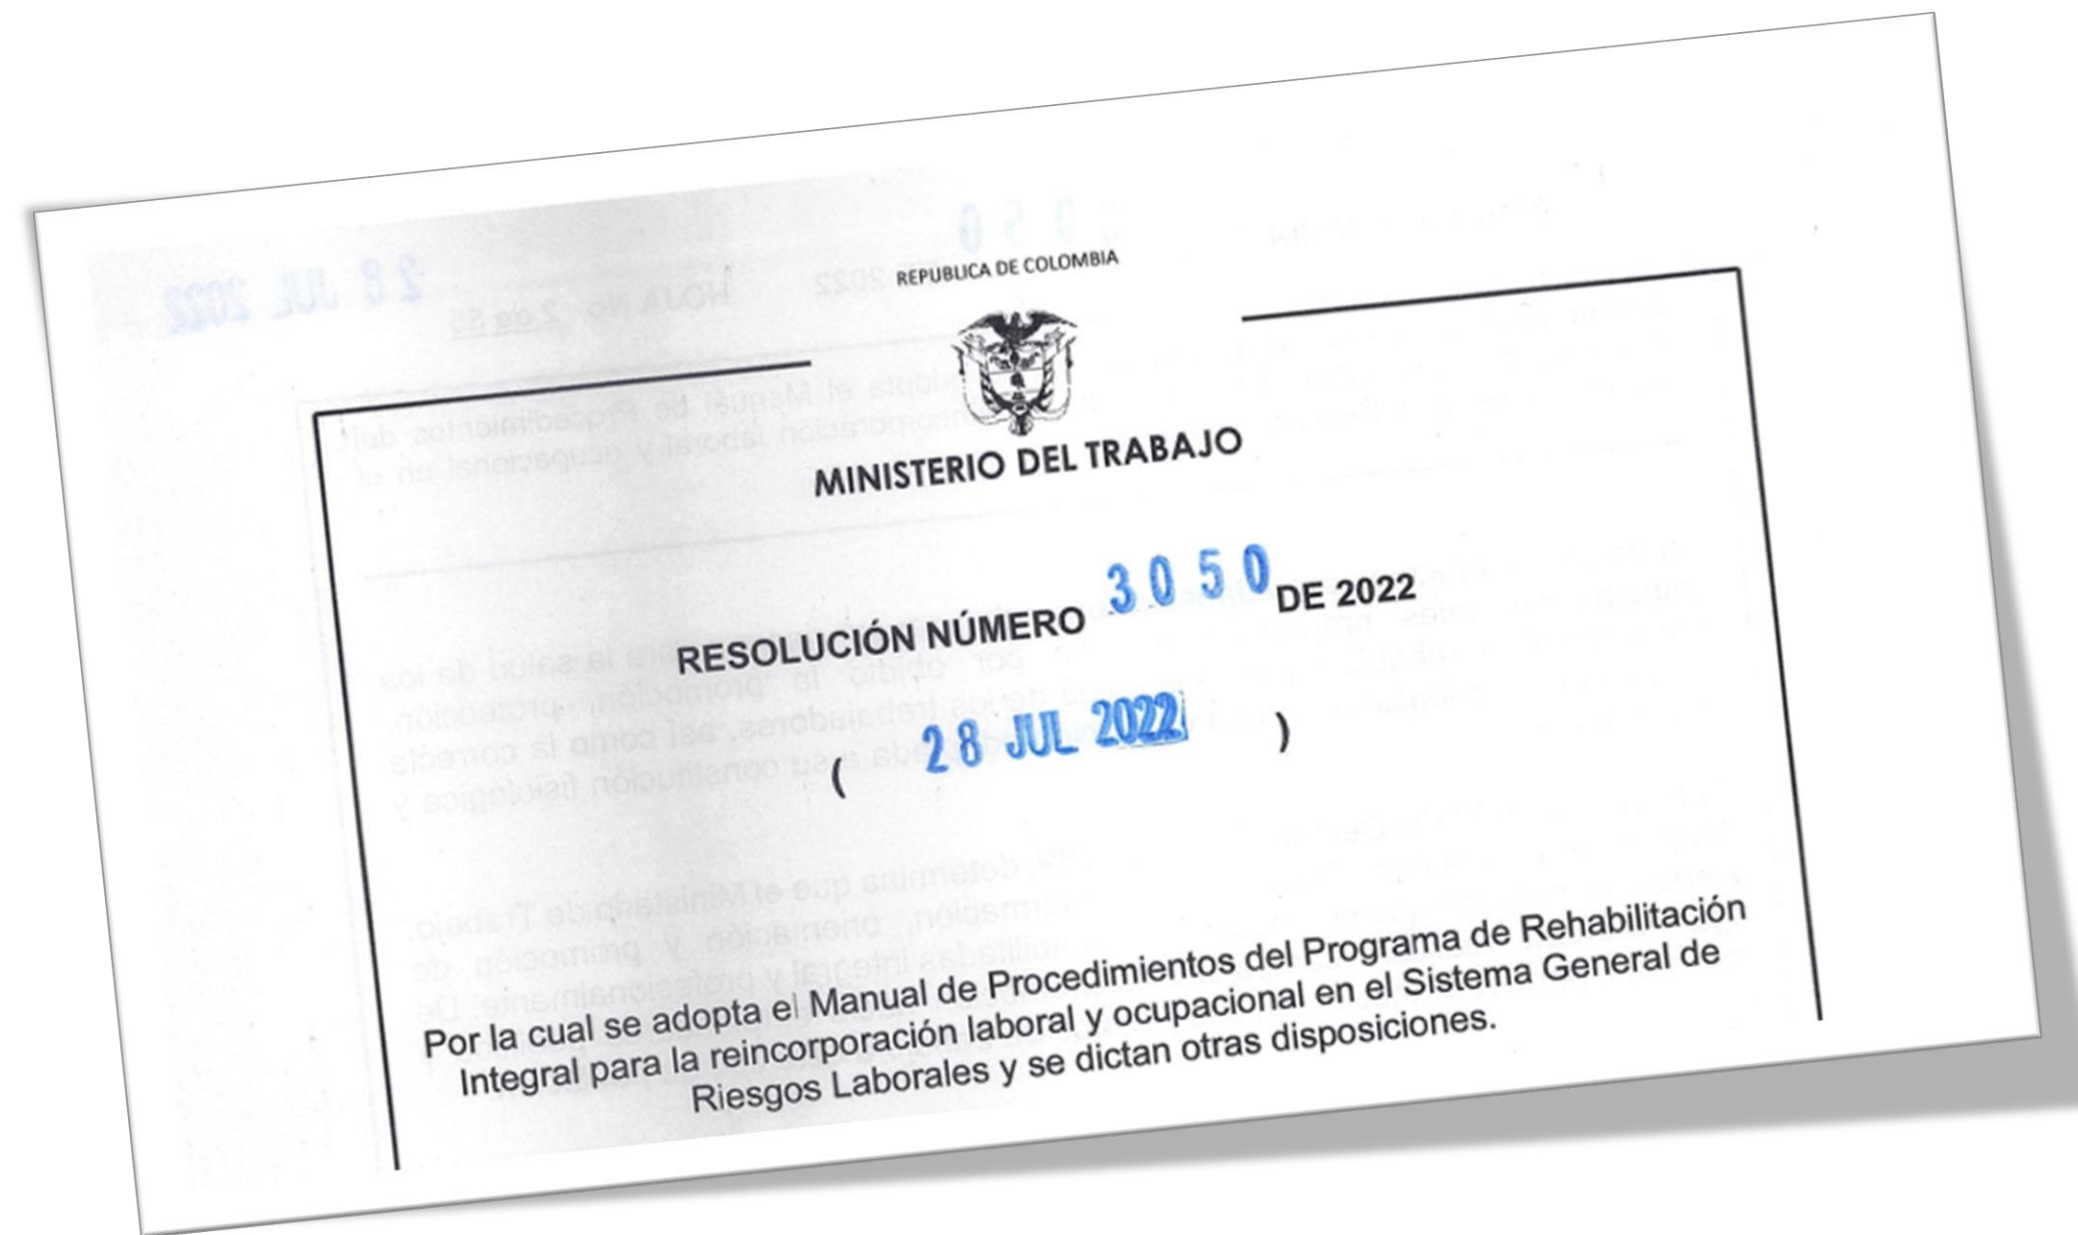 REPUBLICA DE COLOMBIA
MINISTERIO DEL TRABAJO
RESOLUCIÓN NÚMERO 3050 DE 2022
( 28 JUL 2022 )
Por la cual se adopta el Manual de Procedimientos del Programa de Rehabilitación
Integral para la reincorporación laboral y ocupacional en el Sistema General de
Riesgos Laborales y se dictan otras disposiciones.